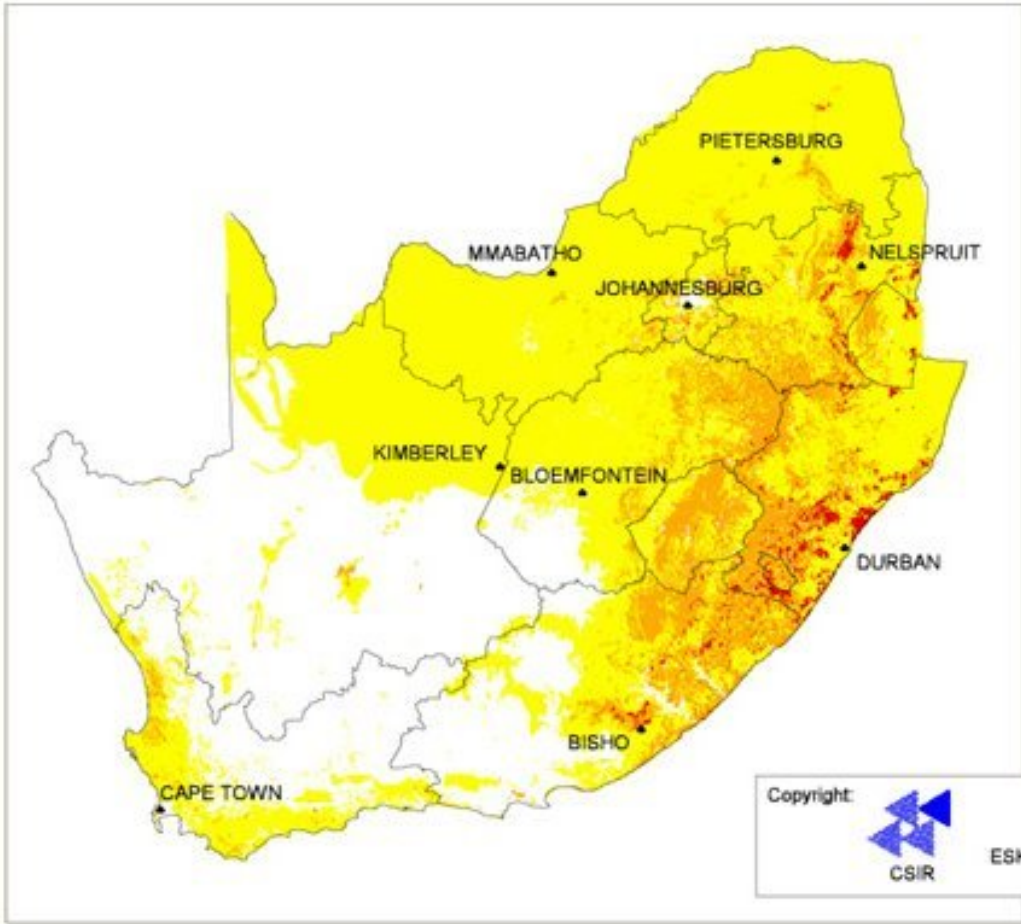 PIETERSBURG
MMABATHO
NELSPRUIT
JOHANNESBURG
KIMBERLEY
BLOEMFONTEIN
DURBAN
BISHO
CAPE TOWN
Copyright:
CSIR